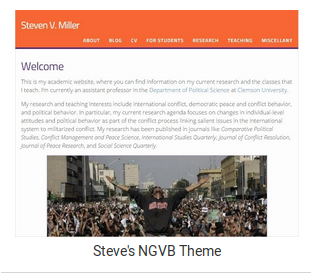 Steven V. Miller
ABOUT BLOG CV FOR STUDENTS RESEARCH TEACHING MISCELLANY
Welcome
This is my academic website, where you can find information on my current research and the classes that
I teach. I'm currently an assistant professor in the Department of Political Science at Clemson University.
My research and teaching interests include international conflict, democratic peace and conflict behavior,
and political behavior. In particular, my current research agenda focuses on changes in individual-level
attitudes and political behavior as part of the conflict process linking salient issues in the international
system to militarized conflict. My research has been published in journals like Comparative Political
Studies, Conflict Management and Peace Science, International Studies Quarterly, Journal of Conflict Resolution,
Journal of Peace Research, and Social Science Quarterly.
Steve's NGVB Theme